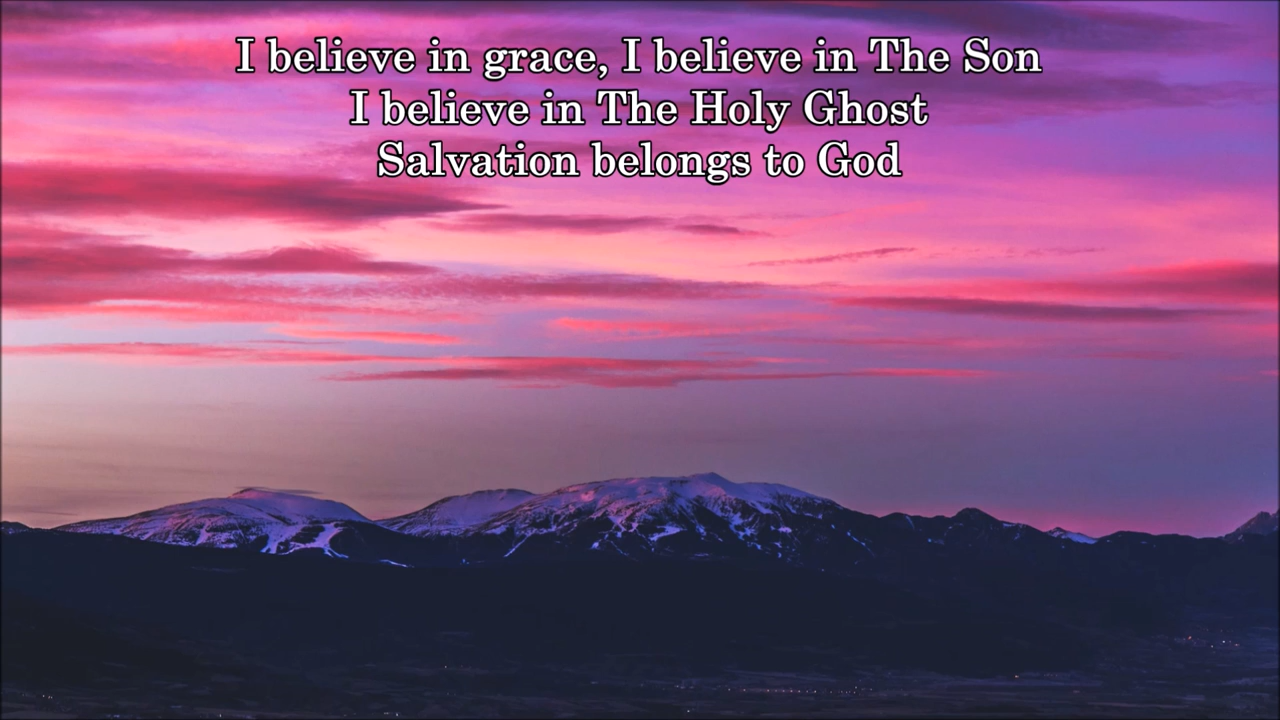 I believe in grace, I believe in The Son
I believe in The Holy Ghost
Salvation belongs to God